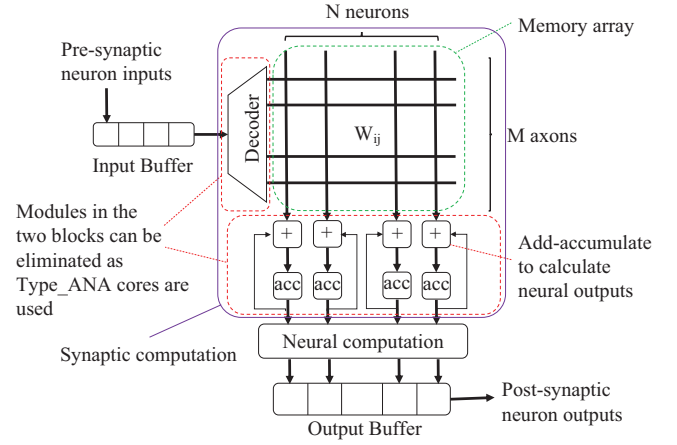 N neurons
Memory array
Pre-synaptic
neuron inputs
Decoder
W_ij
M axons
Input Buffer
Modules in the
two blocks can be
eliminated as
Type_ANA cores are
used
+ + + +
Add-accumulate
to calculate
neural outputs
acc acc acc acc
Synaptic computation
Neural computation
Post-synaptic
neuron outputs
Output Buffer